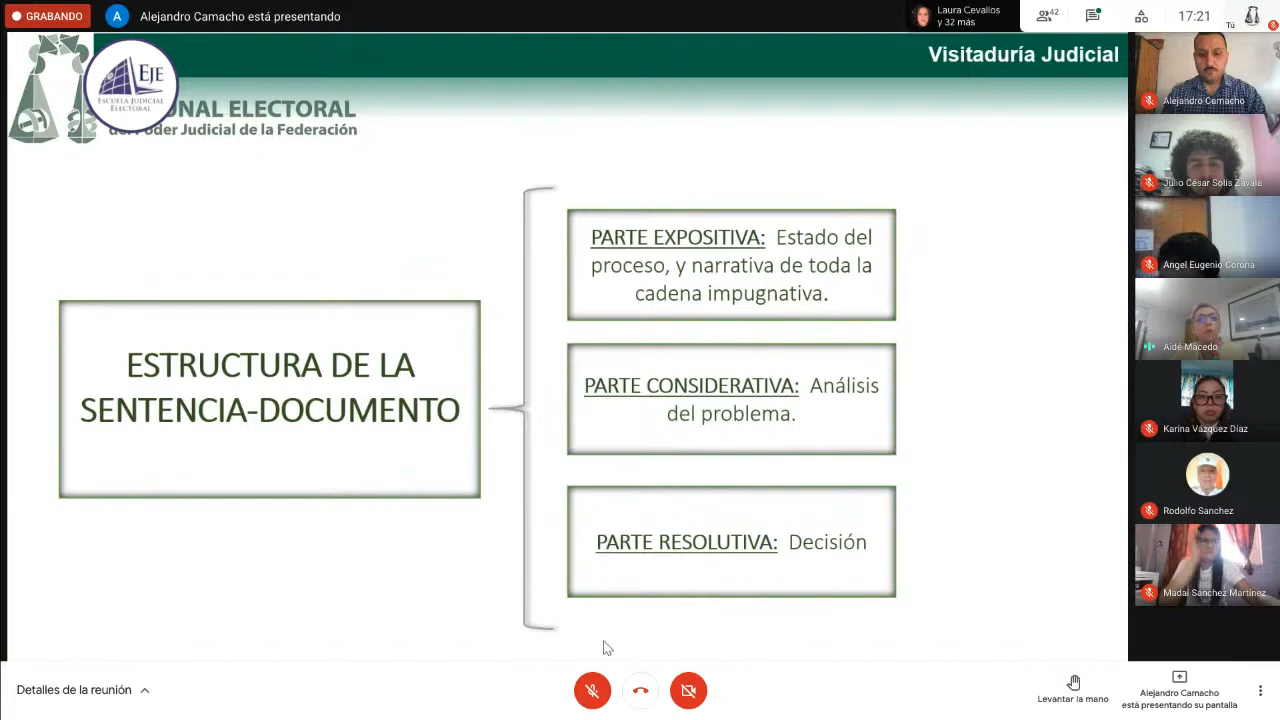 GRABANDO
A
Alejandro Camacho está presentando
Laura Cevallos
y 32 más
42
17:21
Tú
Visitaduría Judicial
EJE
ESCUELA JUDICIAL
ELECTORAL
ELECTORAL
Poder Judicial de la Federación
ESTRUCTURA DE LA
SENTENCIA-DOCUMENTO
PARTE EXPOSITIVA: Estado del
proceso, y narrativa de toda la
cadena impugnativa.
PARTE CONSIDERATIVA: Análisis
del problema.
PARTE RESOLUTIVA: Decisión
Alejandro Camacho
Julio César Solís Zavala
Angel Eugenio Corona
Aidé Macedo
Karina Vázquez Díaz
Rodolfo Sanchez
Madai Sánchez Martínez
Detalles de la reunión
Levantar la mano
Alejandro Camacho
está presentando su pantalla